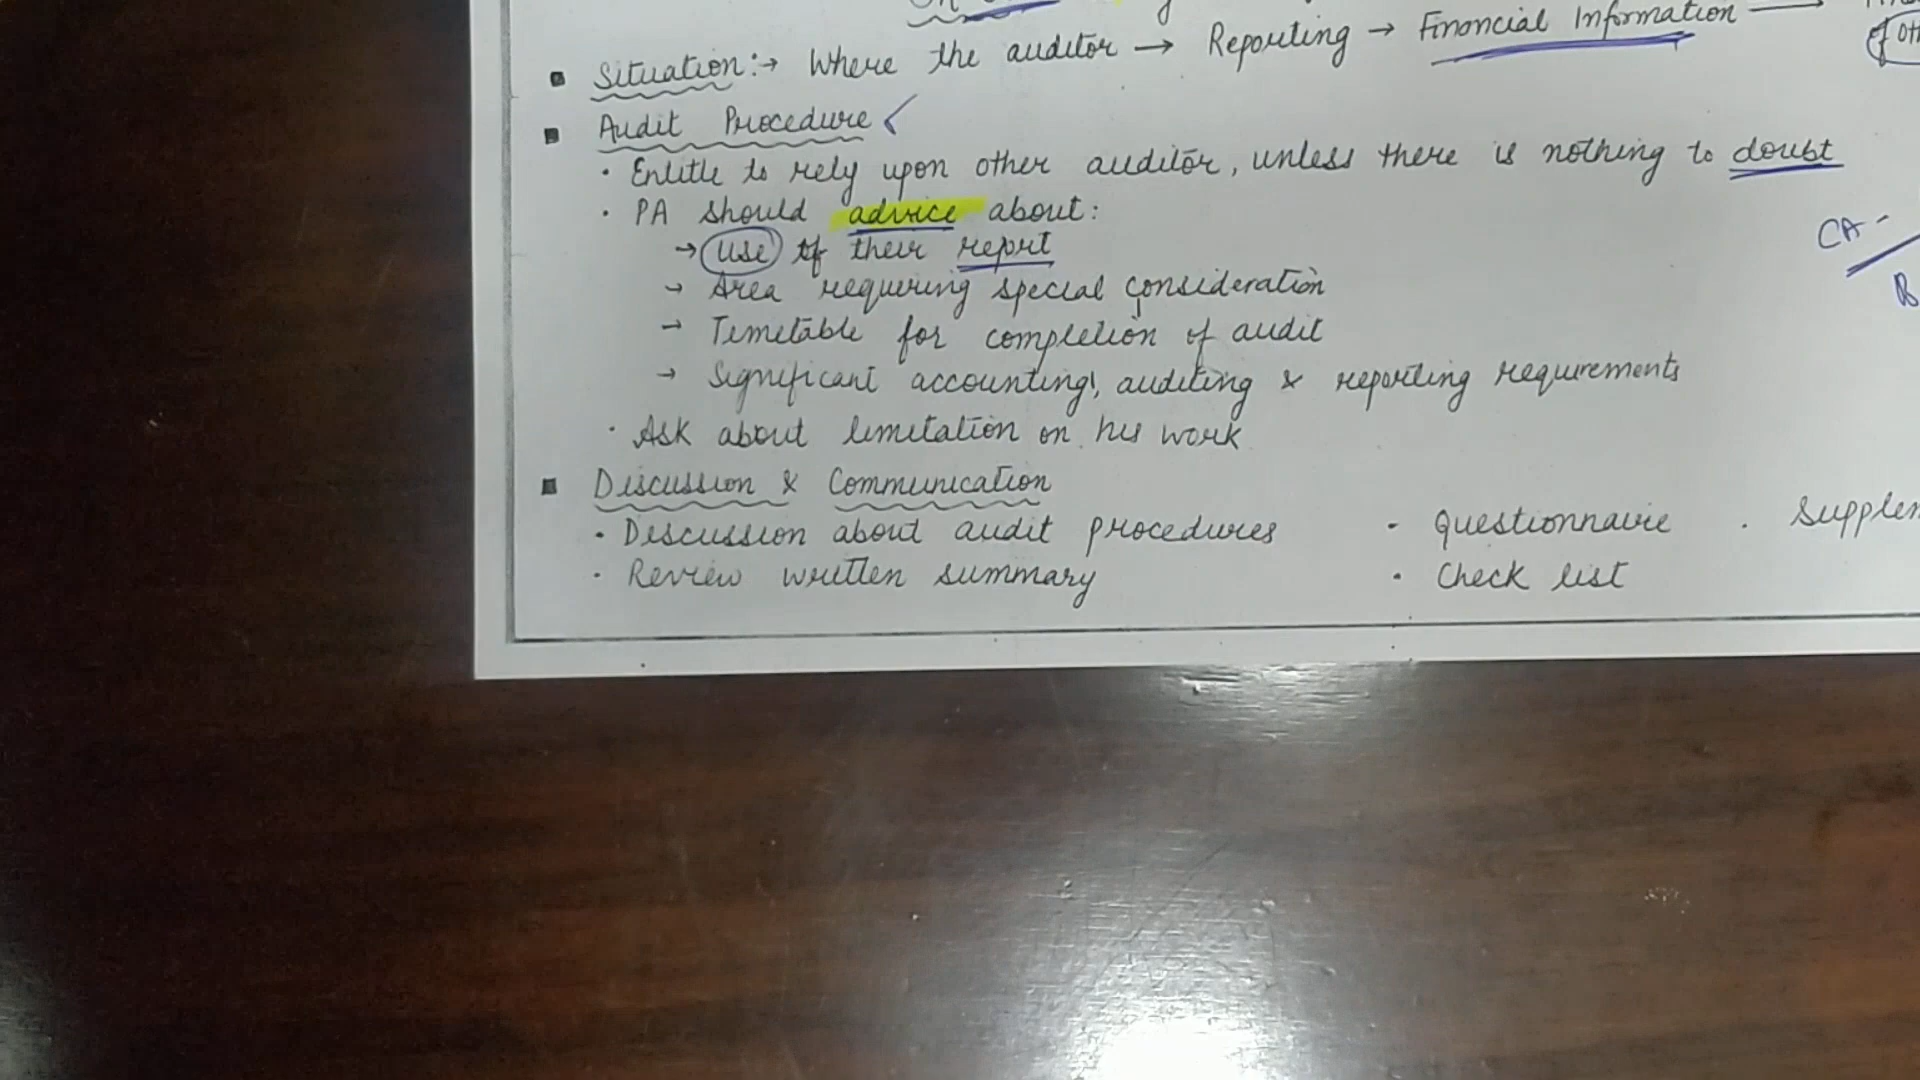 Situation:→ Where the auditor → Reporting → Financial Information →
Audit Procedure
• Entitle to rely upon other auditor, unless there is nothing to doubt
• PA should advice about:
→ Use of their report
→ Area requiring special consideration
→ Timetable for completion of audit
→ Significant accounting, auditing & reporting requirements
• Ask about limitation on his work
Discussion & Communication
• Discussion about audit procedures • Questionnaire
• Review written summary • Check list
CA -